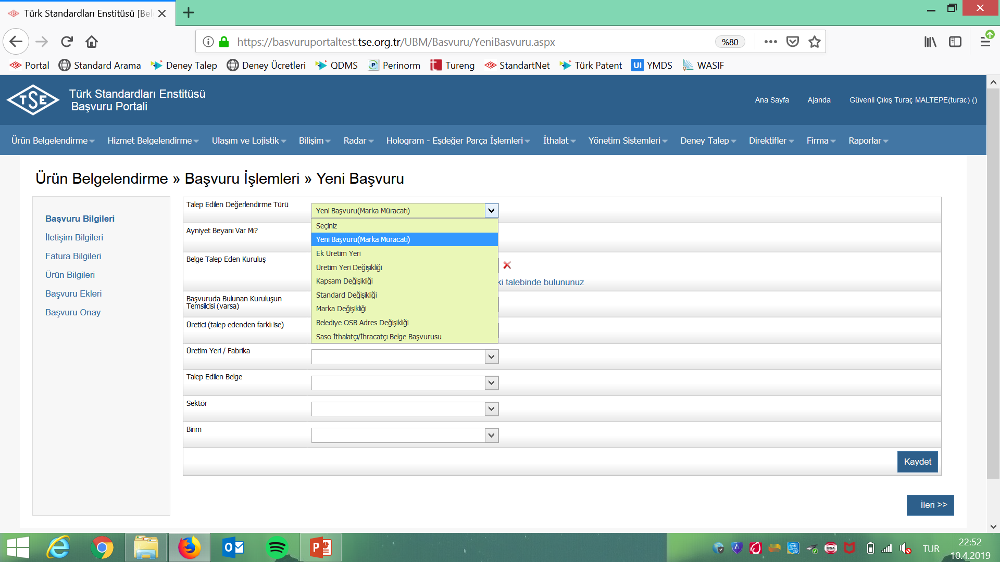 Türk Standardları Enstitüsü [Bel
https://basvuruportaltest.tse.org.tr/UBM/Basvuru/YeniBasvuru.aspx
%80
Portal
Standard Arama
Deney Talep
Deney Ücretleri
QDMS
Perinorm
Tureng
StandartNet
Türk Patent
YMDS
WASIF
TSE
Türk Standardları Enstitüsü
Başvuru Portali
Ana Sayfa
Ajanda
Güvenli Çıkış Turaç MALTEPE(turac) ()
Ürün Belgelendirme
Hizmet Belgelendirme
Ulaşım ve Lojistik
Bilişim
Radar
Hologram - Eşdeğer Parça İşlemleri
İthalat
Yönetim Sistemleri
Deney Talep
Direktifler
Firma
Raporlar
Ürün Belgelendirme » Başvuru İşlemleri » Yeni Başvuru
Başvuru Bilgileri
İletişim Bilgileri
Fatura Bilgileri
Ürün Bilgileri
Başvuru Ekleri
Başvuru Onay
Talep Edilen Değerlendirme Türü
Yeni Başvuru(Marka Müracatı)
Seçiniz
Yeni Başvuru(Marka Müracatı)
Ek Üretim Yeri
Üretim Yeri Değişikliği
Kapsam Değişikliği
Standard Değişikliği
Marka Değişikliği
Belediye OSB Adres Değişikliği
Saso İthalatçı/İhracatçı Belge Başvurusu
Ayniyet Beyanı Var Mı?
Belge Talep Eden Kuruluş
ki talebinde bulununuz
Başvuruda Bulunan Kuruluşun
Temsilcisi (varsa)
Üretici (talep edenden farklı ise)
Üretim Yeri / Fabrika
Talep Edilen Belge
Sektör
Birim
Kaydet
İleri >>
TUR
22:52
10.4.2019